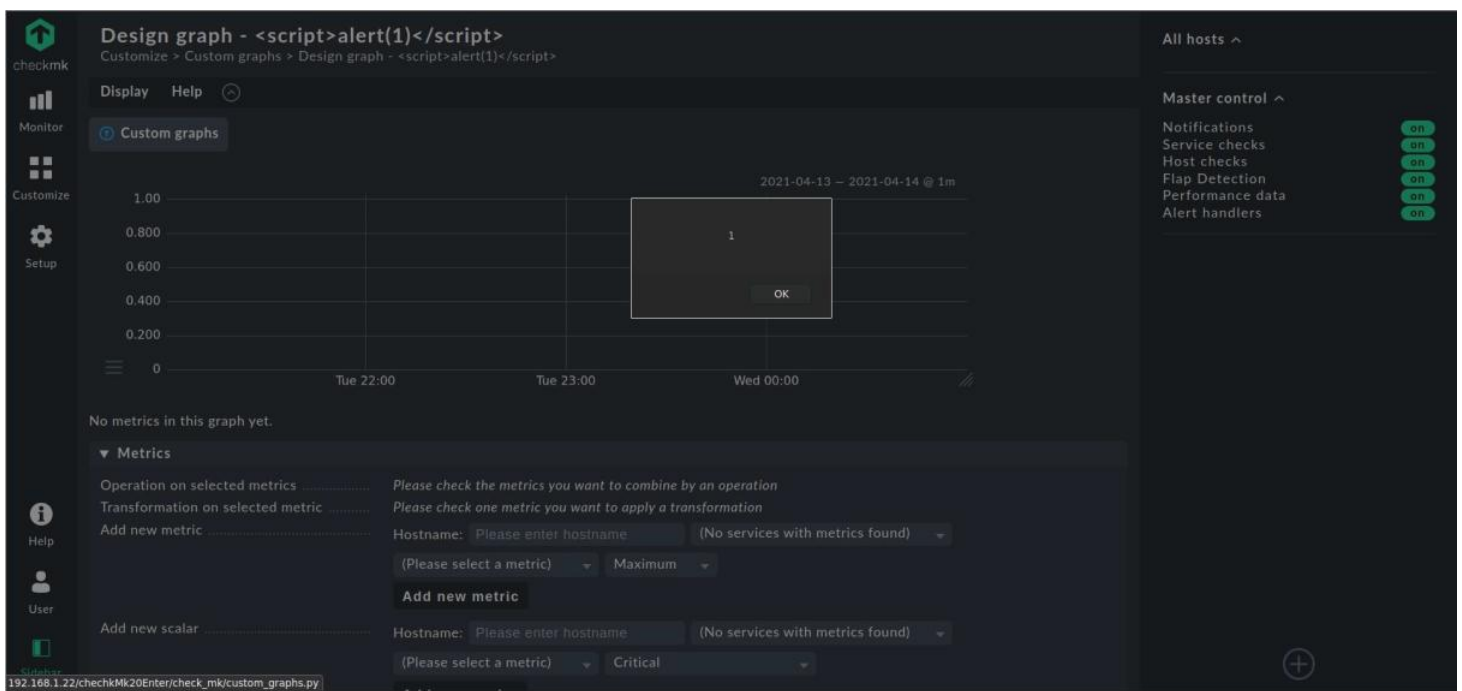 checkmk
Monitor
Customize
Setup
Help
User
Sidebar
Design graph - <script>alert(1)</script>
Customize > Custom graphs > Design graph - <script>alert(1)</script>
Display Help
Custom graphs
2021-04-13 — 2021-04-14 @ 1m
1.00
0.800
0.600
0.400
0.200
0
Tue 22:00 Tue 23:00 Wed 00:00
1
OK
No metrics in this graph yet.
▼ Metrics
Operation on selected metrics Please check the metrics you want to combine by an operation
Transformation on selected metric Please check one metric you want to apply a transformation
Add new metric Hostname: Please enter hostname (No services with metrics found)
(Please select a metric) Maximum
Add new metric
Add new scalar Hostname: Please enter hostname (No services with metrics found)
(Please select a metric) Critical
192.168.1.22/chechkMk20Enter/check_mk/custom_graphs.py
All hosts
Master control
Notifications on
Service checks on
Host checks on
Flap Detection on
Performance data on
Alert handlers on